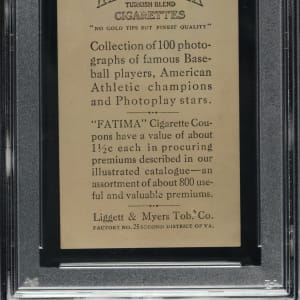 TURKISH BLEND
CIGARETTES
"NO GOLD TIPS BUT FINEST QUALITY"
Collection of 100 photo-
graphs of famous Base-
ball players, American
Athletic champions
and Photoplay stars.
"FATIMA" Cigarette Cou-
pons have a value of about
1½c each in procuring
premiums described in our
illustrated catalogue—an
assortment of about 800 use-
ful and valuable premiums.
Liggett & Myers Tob. Co.
FACTORY NO. 25 SECOND DISTRICT OF VA.